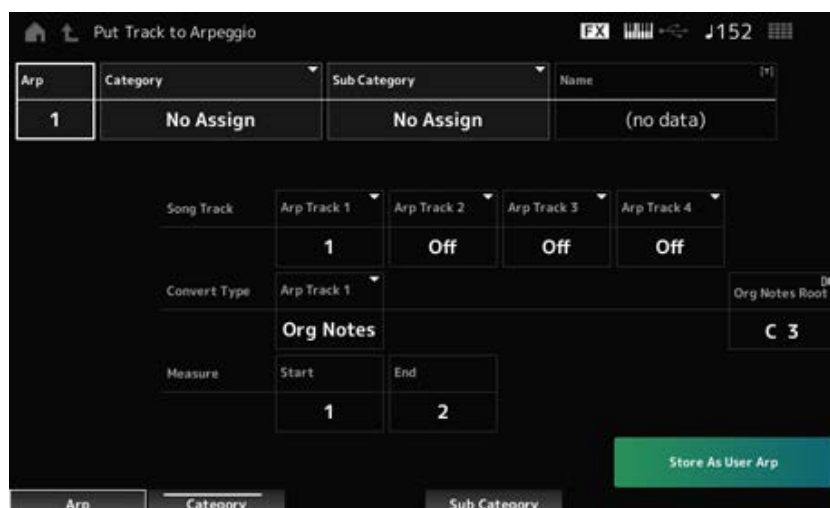 Put Track to Arpeggio FX ♩152
Arp Category Sub Category Name
1 No Assign No Assign (no data)
Song Track Arp Track 1 Arp Track 2 Arp Track 3 Arp Track 4
1 Off Off Off
Convert Type Arp Track 1 Org Notes Root
Org Notes C 3
Measure Start End
1 2
Store As User Arp
Arp Category Sub Category